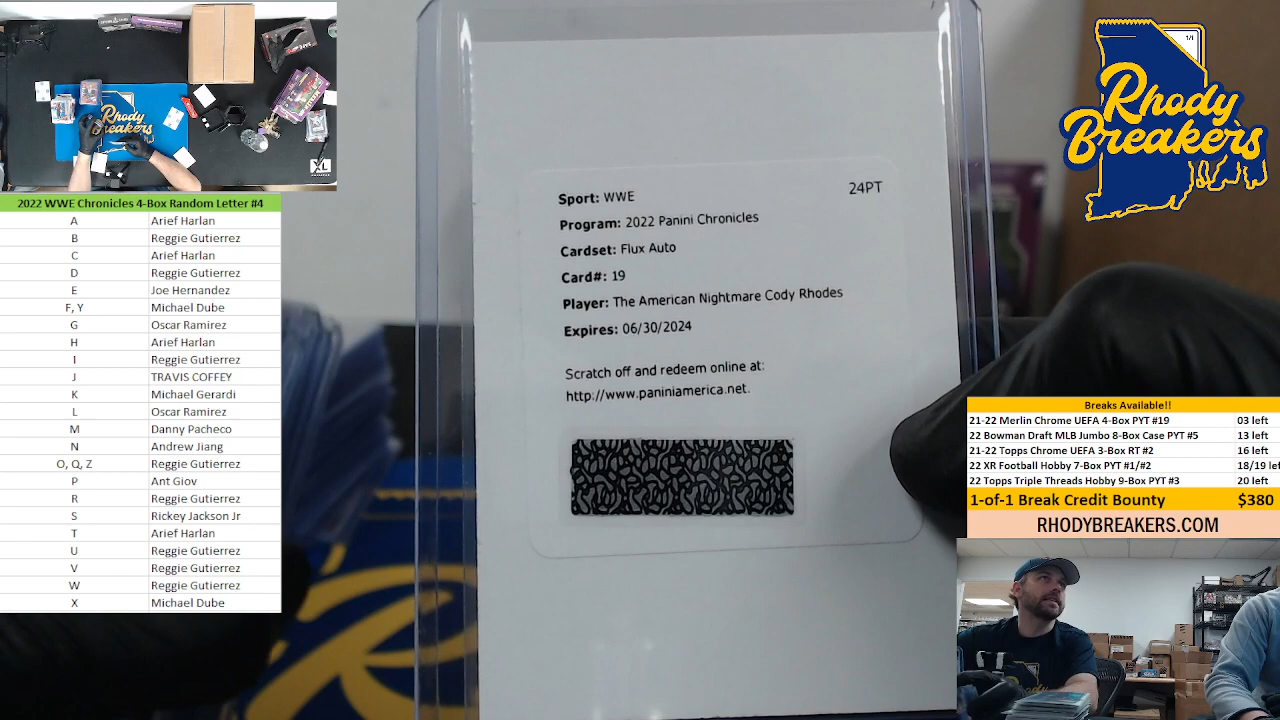 Rhody
Breakers
XL
2022 WWE Chronicles 4-Box Random Letter #4
A Arief Harlan
B Reggie Gutierrez
C Arief Harlan
D Reggie Gutierrez
E Joe Hernandez
F, Y Michael Dube
G Oscar Ramirez
H Arief Harlan
I Reggie Gutierrez
J TRAVIS COFFEY
K Michael Gerardi
L Oscar Ramirez
M Danny Pacheco
N Andrew Jiang
O, Q, Z Reggie Gutierrez
P Ant Giov
R Reggie Gutierrez
S Rickey Jackson Jr
T Arief Harlan
U Reggie Gutierrez
V Reggie Gutierrez
W Reggie Gutierrez
X Michael Dube
24PT
Sport: WWE
Program: 2022 Panini Chronicles
Cardset: Flux Auto
Card#: 19
Player: The American Nightmare Cody Rhodes
Expires: 06/30/2024
Scratch off and redeem online at:
http://www.paniniamerica.net.
1/1
Rhody
Breakers
Breaks Available!!
21-22 Merlin Chrome UEFA 4-Box PYT #19 03 left
22 Bowman Draft MLB Jumbo 8-Box Case PYT #5 13 left
21-22 Topps Chrome UEFA 3-Box RT #2 16 left
22 XR Football Hobby 7-Box PYT #1/#2 18/19 lef
22 Topps Triple Threads Hobby 9-Box PYT #3 20 left
1-of-1 Break Credit Bounty $380
RHODYBREAKERS.COM